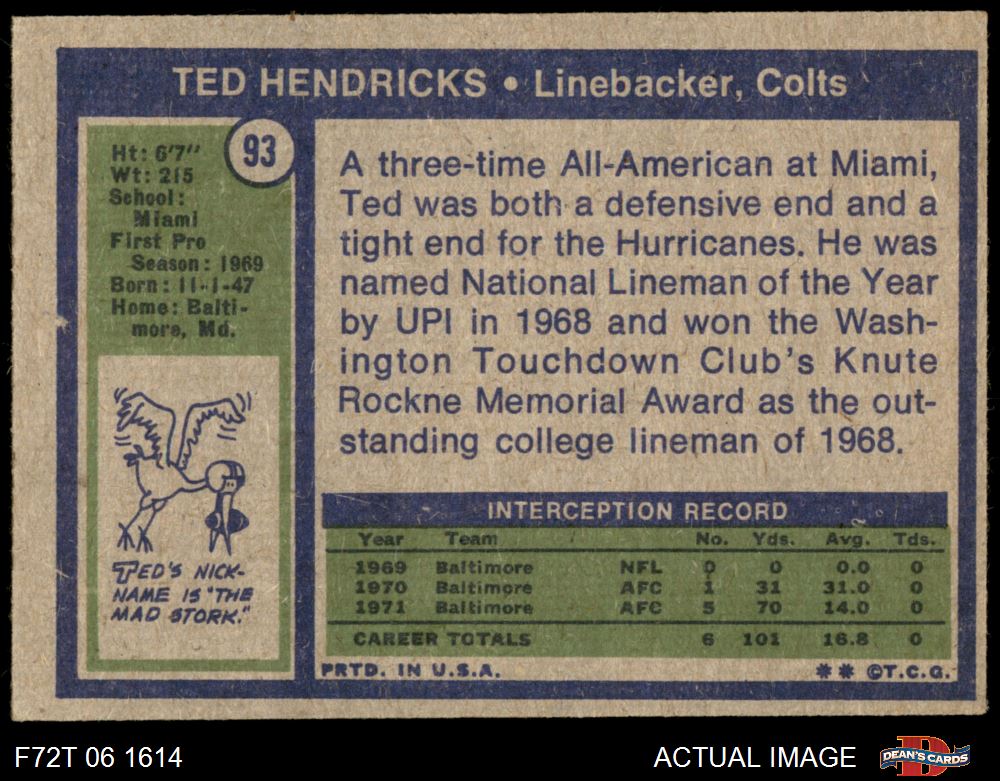 TED HENDRICKS • Linebacker, Colts
93
Ht: 6'7"
Wt: 215
School:
Miami
First Pro
Season: 1969
Born: 11-1-47
Home: Balti-
more, Md.
TED'S NICK-
NAME IS "THE
MAD STORK."
A three-time All-American at Miami,
Ted was both a defensive end and a
tight end for the Hurricanes. He was
named National Lineman of the Year
by UPI in 1968 and won the Wash-
ington Touchdown Club's Knute
Rockne Memorial Award as the out-
standing college lineman of 1968.
INTERCEPTION RECORD
Year Team No. Yds. Avg. Tds.
1969 Baltimore NFL 0 0 0.0 0
1970 Baltimore AFC 1 31 31.0 0
1971 Baltimore AFC 5 70 14.0 0
CAREER TOTALS 6 101 16.8 0
PRTD. IN U.S.A. ** ©T.C.G.
F72T 06 1614 ACTUAL IMAGE DEAN'S CARDS